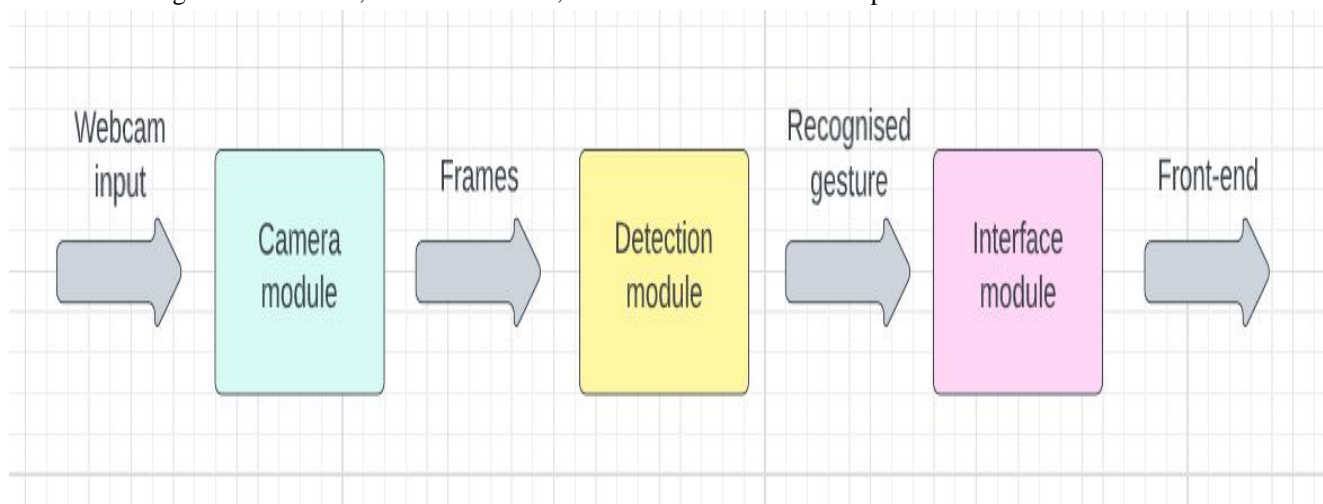 Webcam
input
Camera
module
Frames
Detection
module
Recognised
gesture
Interface
module
Front-end